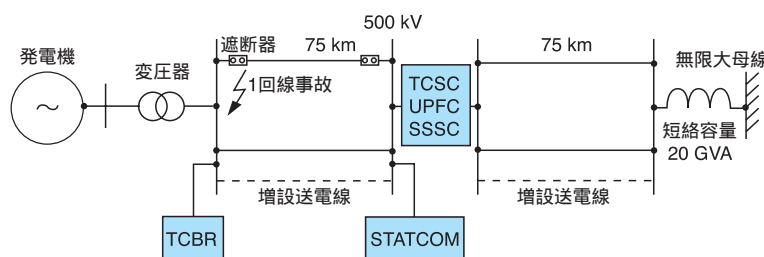 500 kV
発電機
変圧器
遮断器
75 km
75 km
無限大母線
1回線事故
TCSC
UPFC
SSSC
短絡容量
20 GVA
増設送電線
増設送電線
TCBR
STATCOM